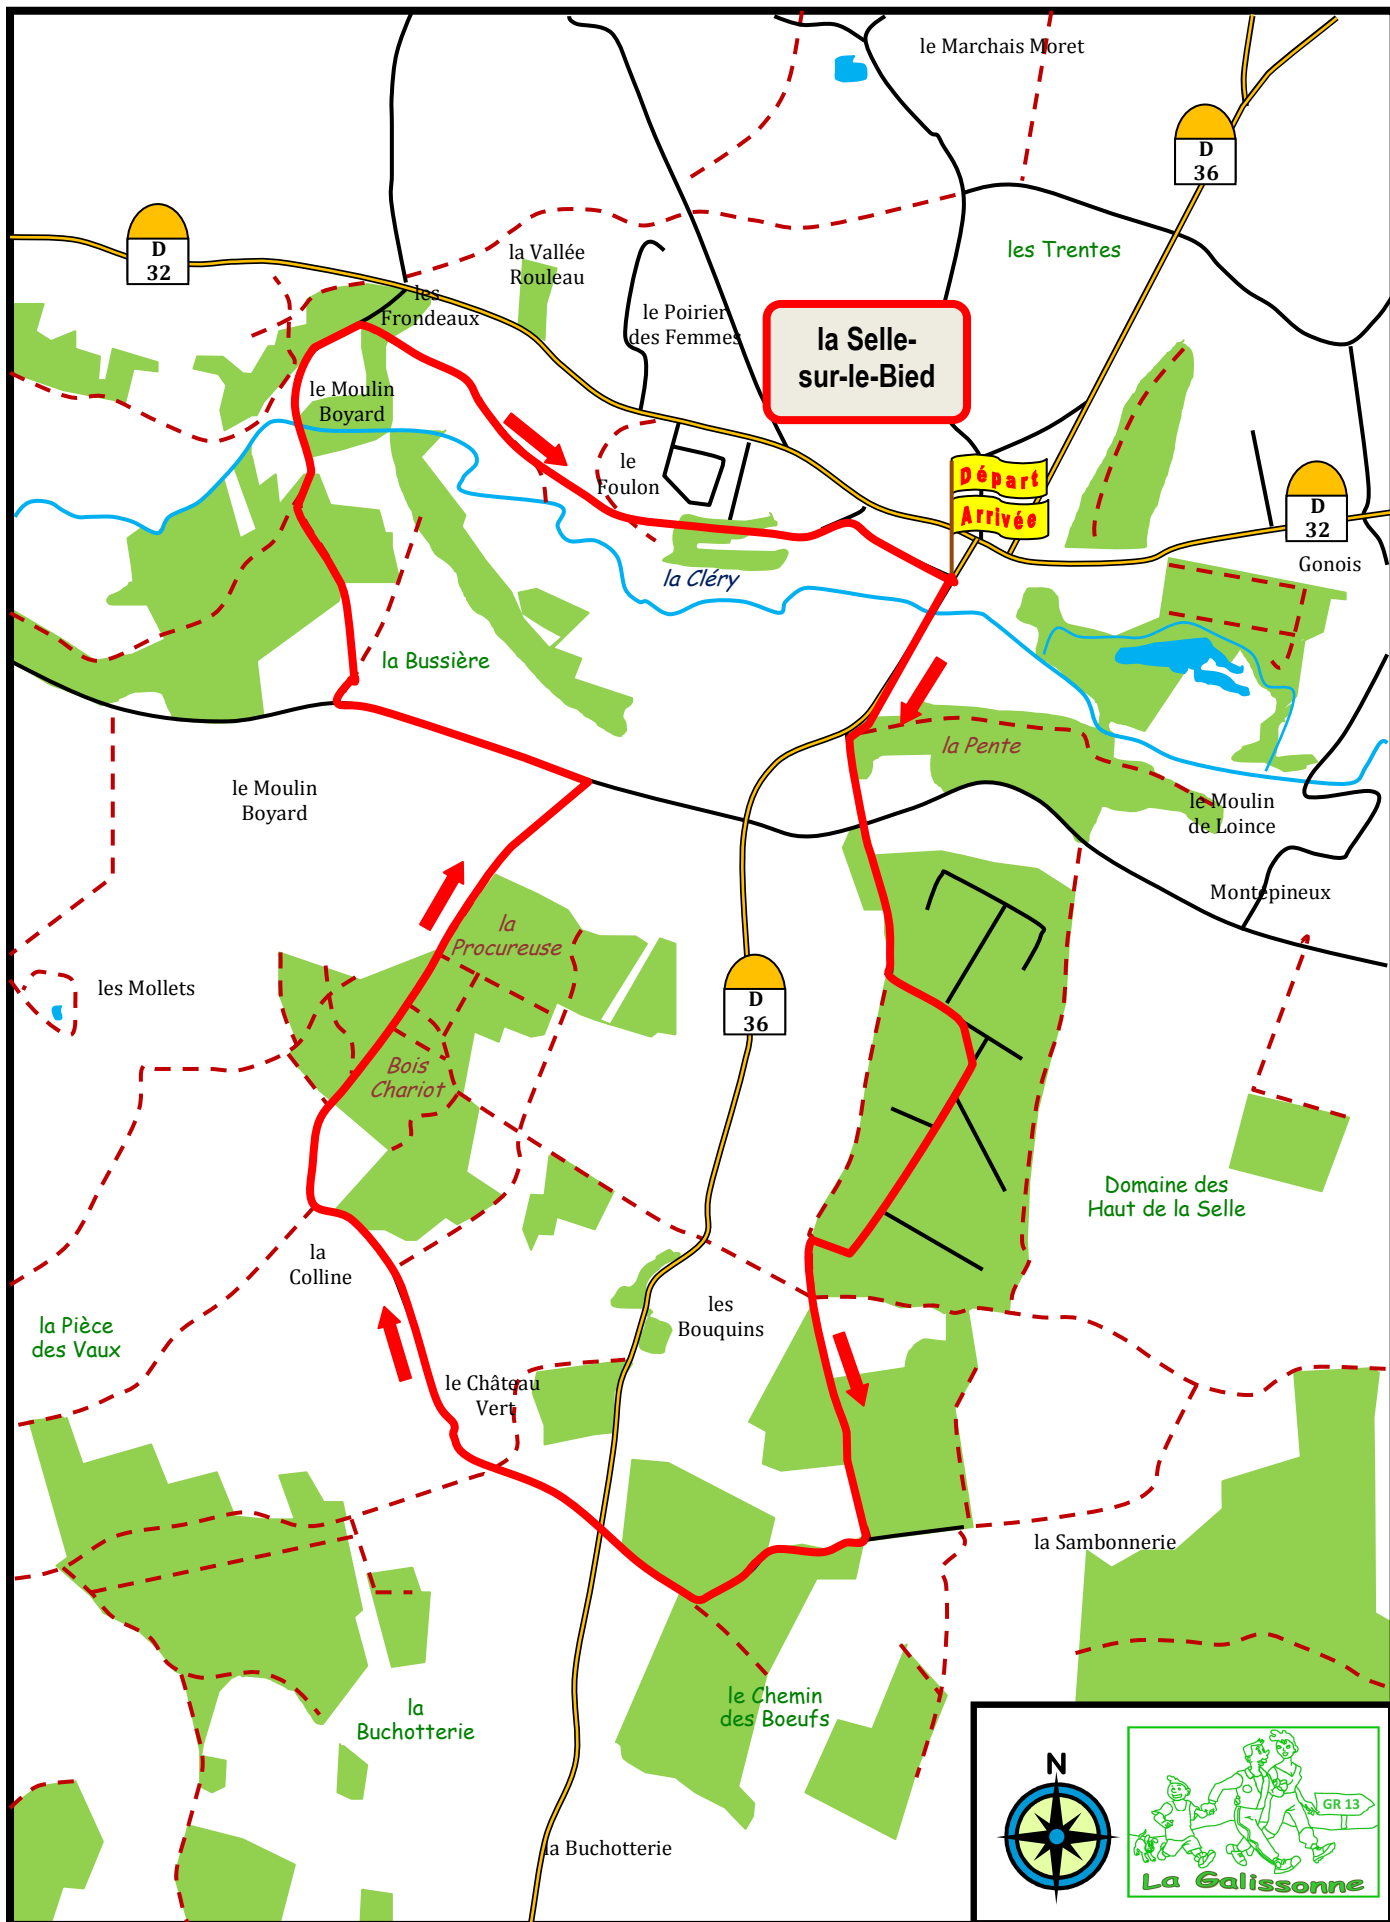 le Marchais Moret
D
36
D
32
la Vallée
Rouleau
les Trentes
les
Frondeaux
le Poirier
des Femmes
la Selle-
sur-le-Bied
le Moulin
Boyard
le
Foulon
Départ
Arrivée
D
32
Gonois
la Cléry
la Bussière
la Pente
le Moulin
Boyard
le Moulin
de Loince
Montépineux
la
Procureuse
les Mollets
D
36
Bois
Chariot
Domaine des
Haut de la Selle
la
Colline
la Pièce
des Vaux
les
Bouquins
le Château
Vert
la Sambonnerie
le Chemin
des Boeufs
la
Buchotterie
la Buchotterie
N
GR 13
La Galissonne